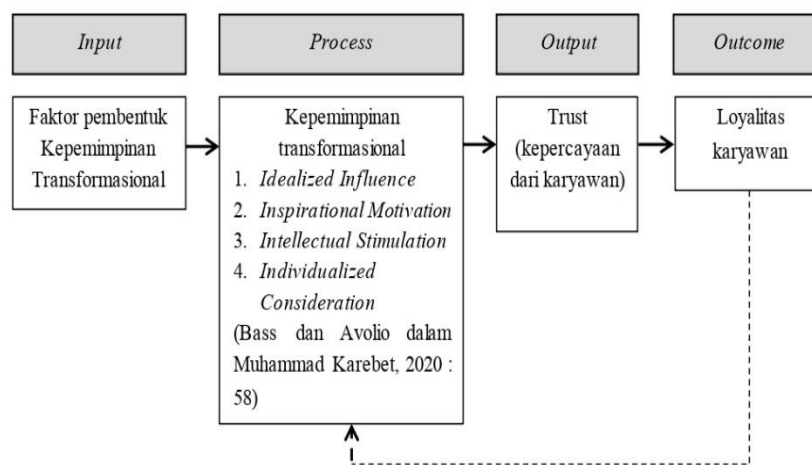 Input
Process
Output
Outcome
Faktor pembentuk
Kepemimpinan
Transformasional
Kepemimpinan
transformasional
1. Idealized Influence
2. Inspirational Motivation
3. Intellectual Stimulation
4. Individualized
Consideration
(Bass dan Avolio dalam
Muhammad Karebet, 2020 :
58)
Trust
(kepercayaan
dari karyawan)
Loyalitas
karyawan